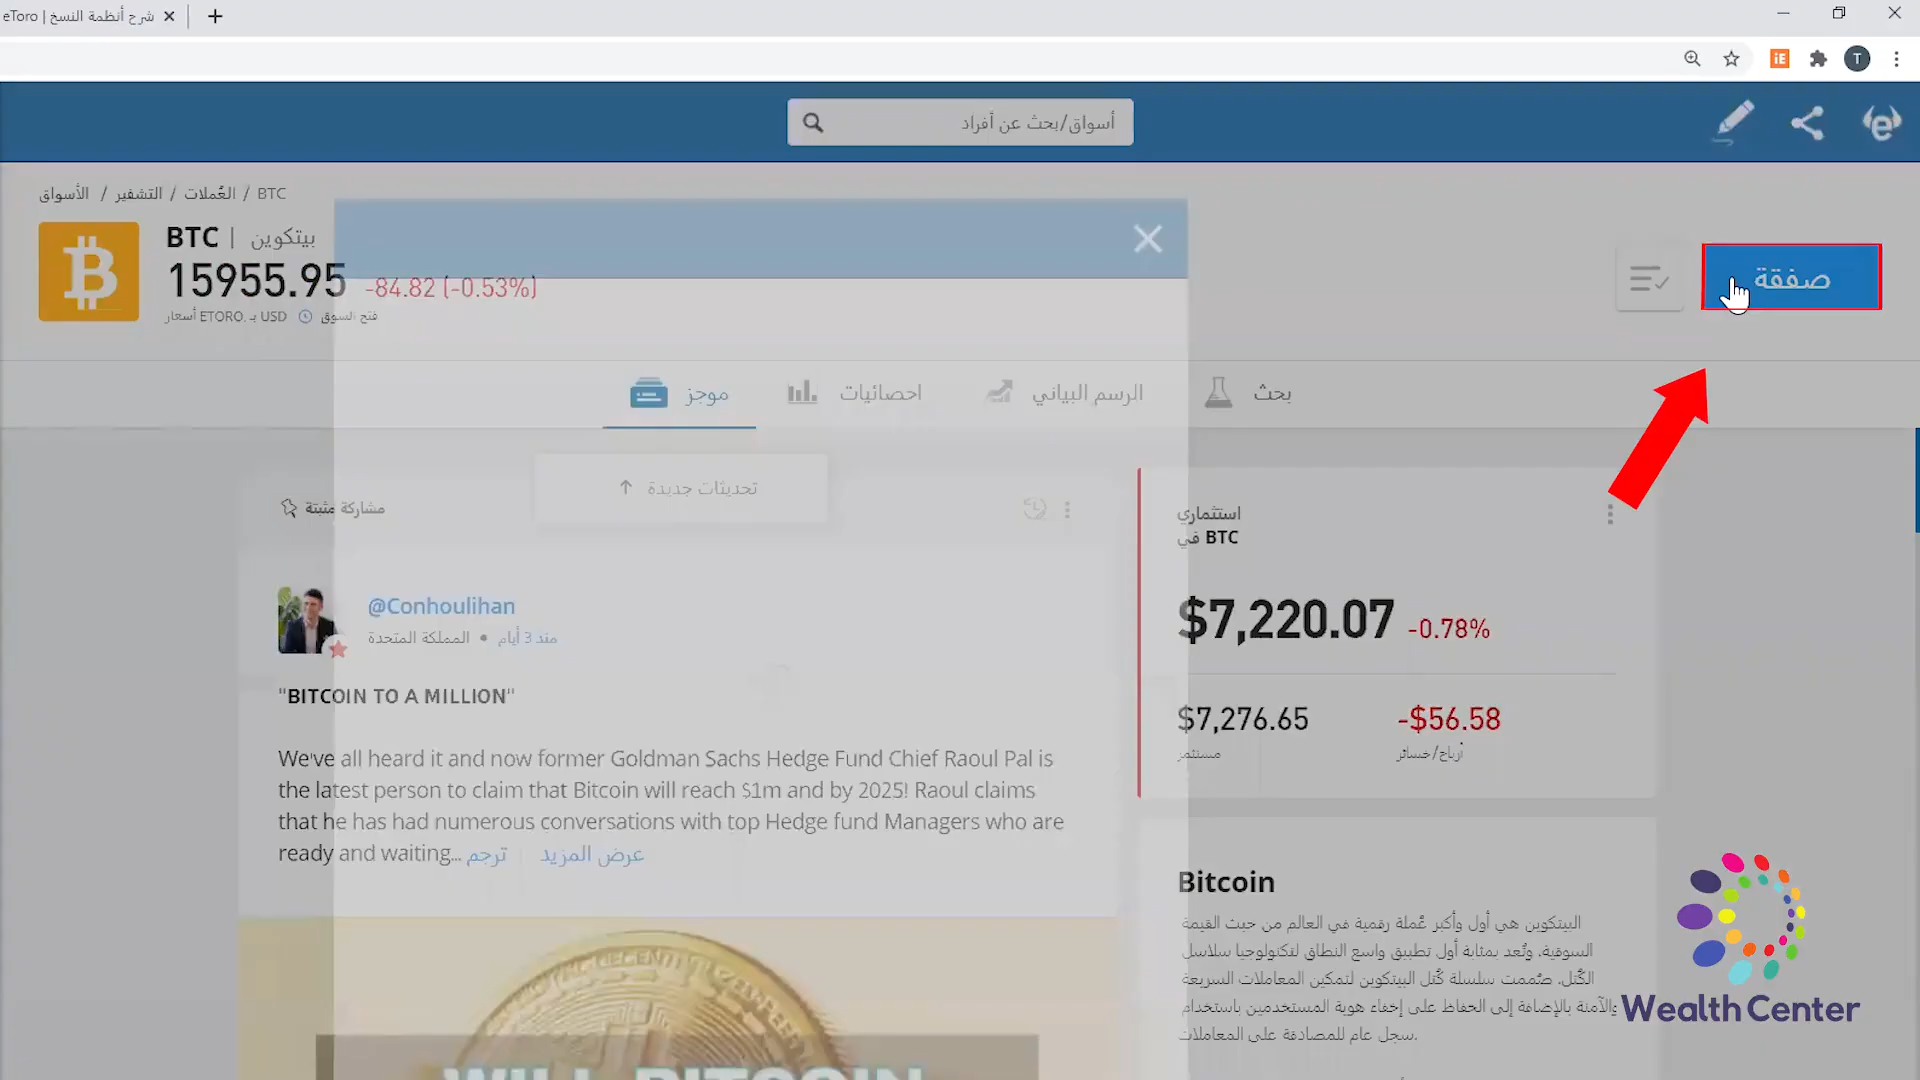 eToro | شرح أنظمة النسخ
iE
T
أسواق/بحث عن أفراد
الأسواق / التشفير / العُملات / BTC
BTC | بيتكوين
15955.95 -84.82 (-0.53%)
أسعار ETORO. بـ USD فتح السوق
صفقة
موجز
احصائيات
الرسم البياني
بحث
تحديثات جديدة
مشاركة مثبتة
@Conhoulihan
المملكة المتحدة • منذ 3 أيام
"BITCOIN TO A MILLION"
We've all heard it and now former Goldman Sachs Hedge Fund Chief Raoul Pal is
the latest person to claim that Bitcoin will reach $1m and by 2025! Raoul claims
that he has had numerous conversations with top Hedge fund Managers who are
ready and waiting... ترجم | عرض المزيد
WILL BITCOIN
استثماري
في BTC
$7,220.07 -0.78%
$7,276.65 -$56.58
مستثمر أرباح/خسائر
Bitcoin
البيتكوين هي أول وأكبر عُملة رقمية في العالم من حيث القيمة
السوقية. وتُعد بمثابة أول تطبيق واسع النطاق لتكنولوجيا سلاسل
الكُتل. صُممت سلسلة كُتل البيتكوين لتمكين المعاملات السريعة
والآمنة بالإضافة إلى الحفاظ على إخفاء هوية المستخدمين باستخدام
سجل عام للمصادقة على المعاملات.
Wealth Center